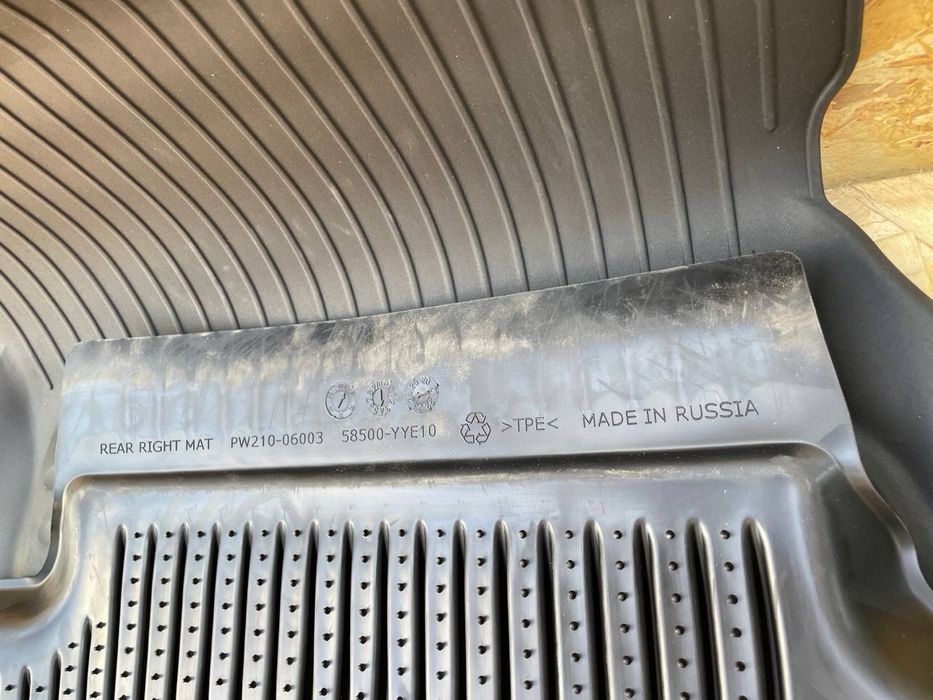 REAR RIGHT MAT PW210-06003 58500-YYE10 >TPE< MADE IN RUSSIA